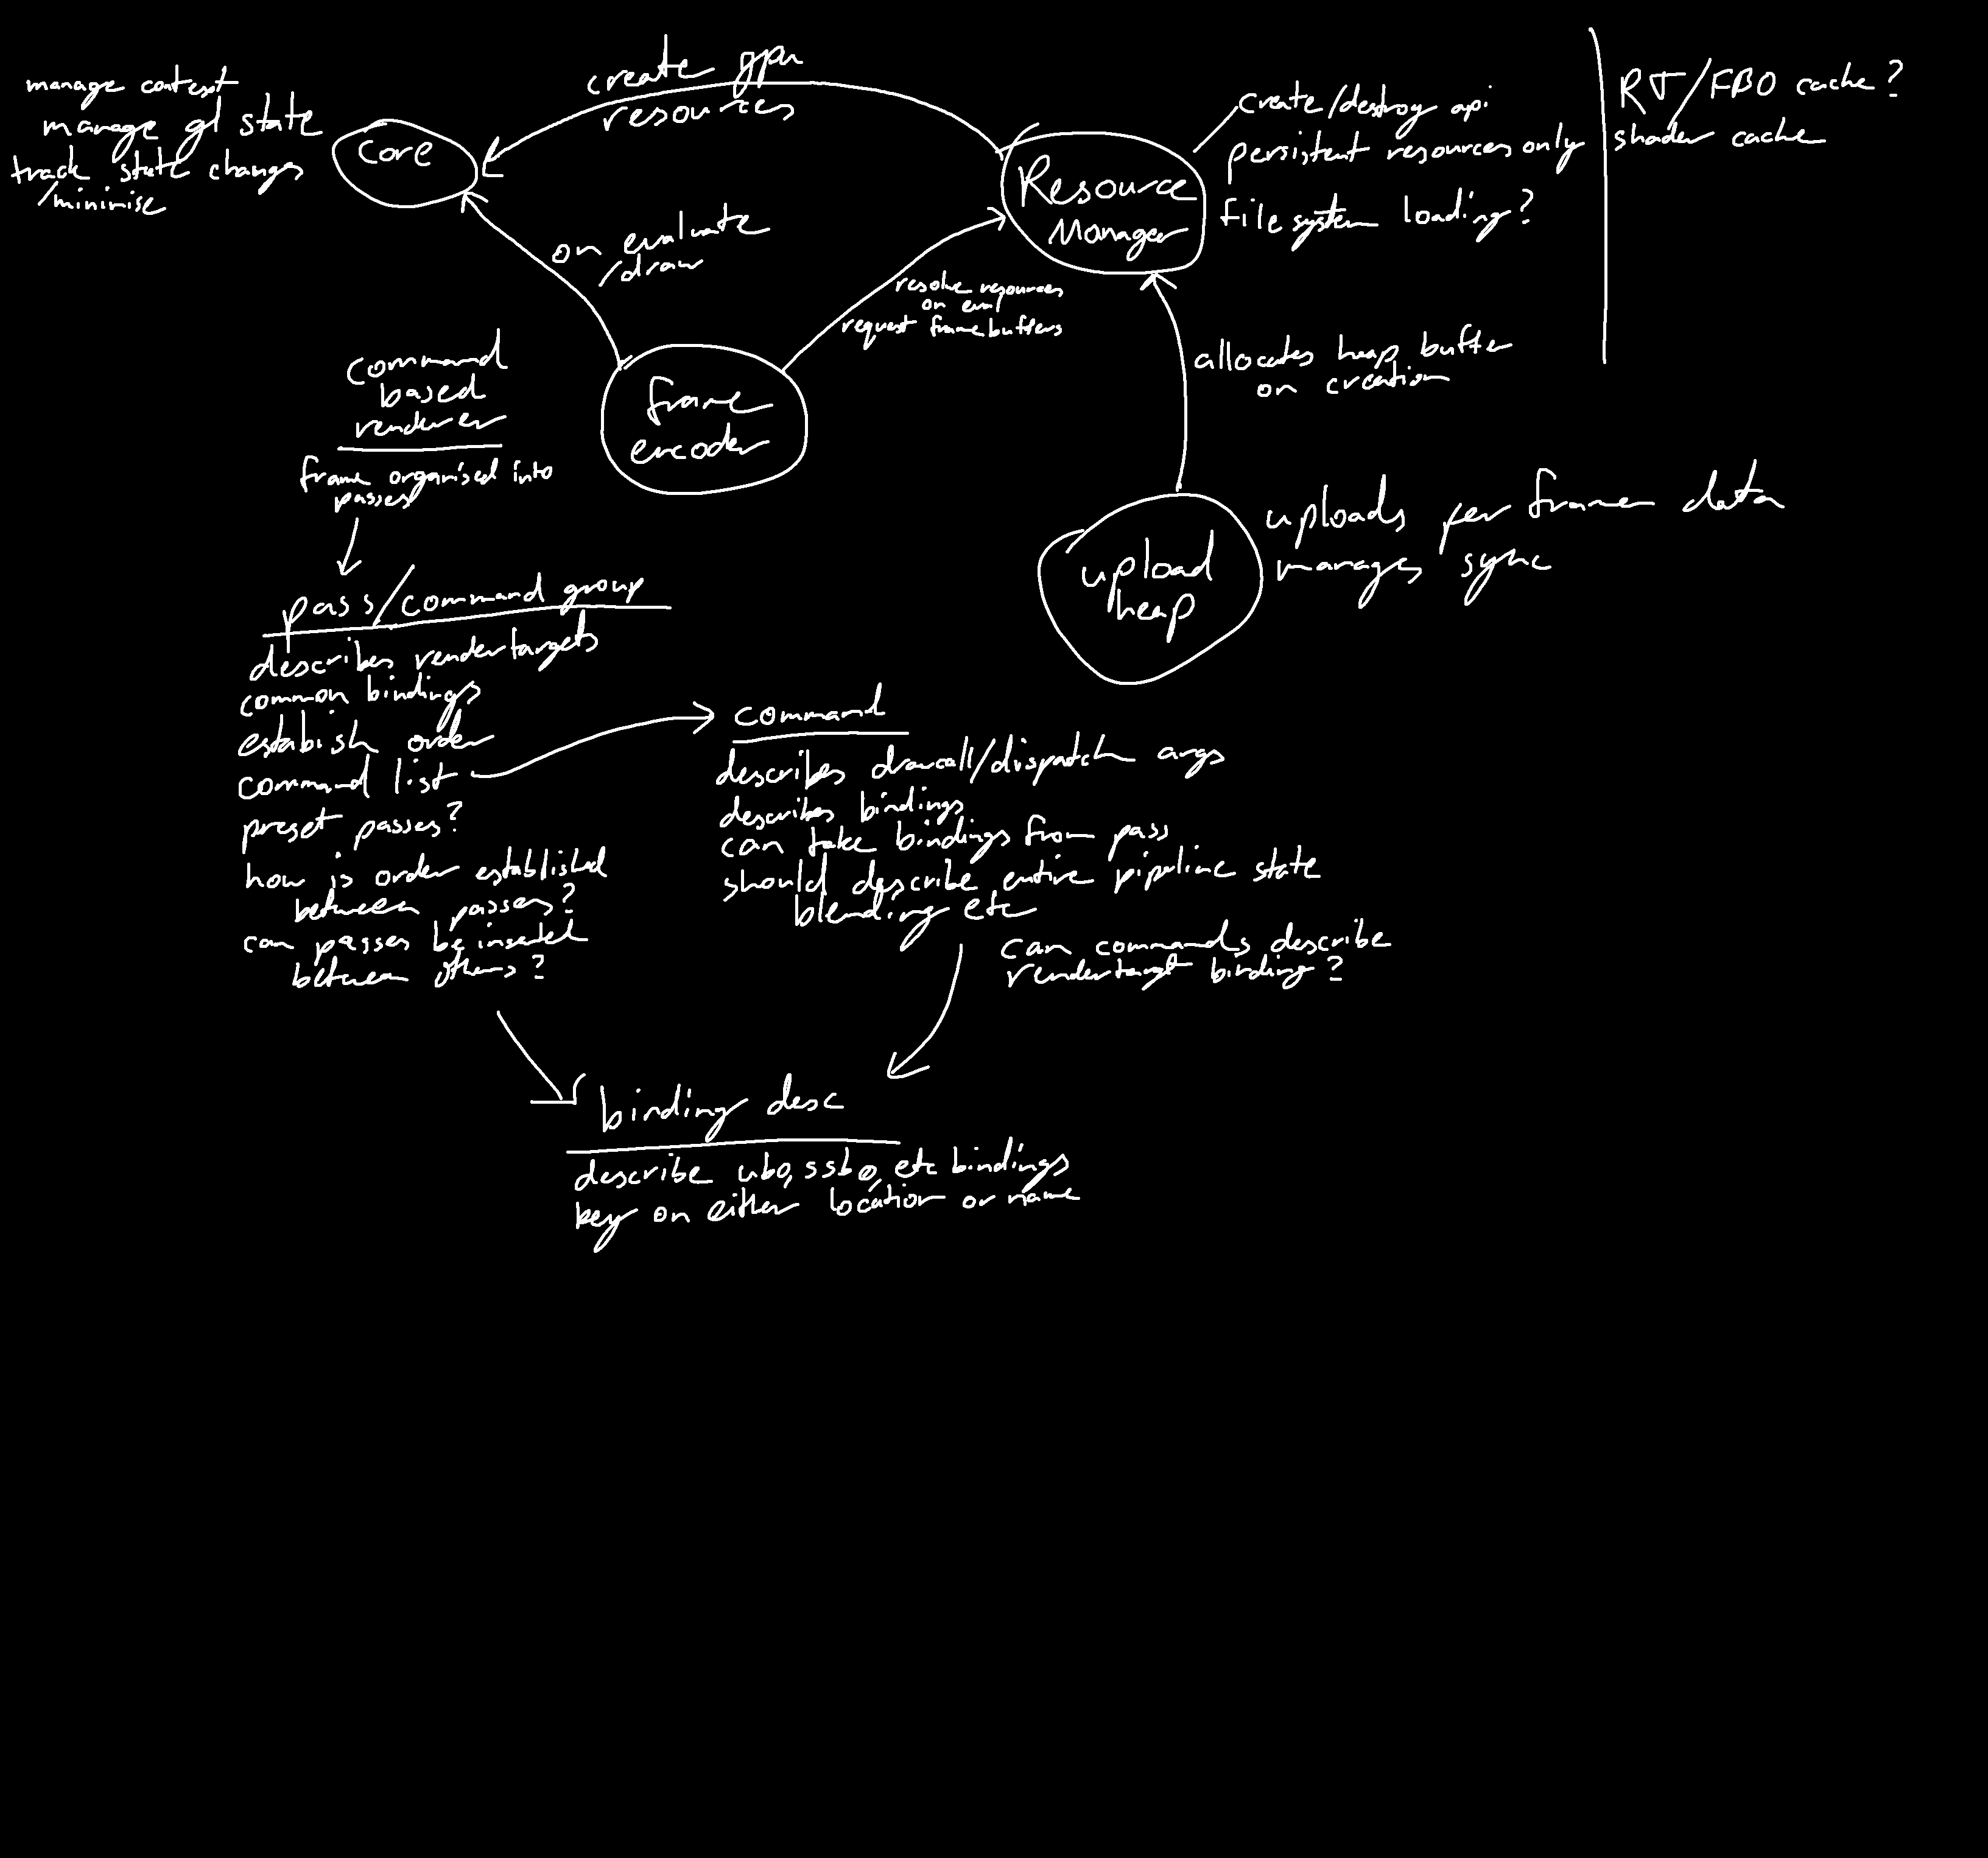 manage context
manage gl state
track state changes
/minimise
core
create gpu
resources
Resource
Manager
create/destroy api
persistent resources only
file system loading?
RT/FBO cache?
shader cache
on evaluate
/draw
resolve resources
on eval
request framebuffers
frame
encoder
allocates heap buffer
on creation
upload
heap
uploads per frame data
manages sync
command
based
renderer
frame organised into
passes
pass/command group
describes rendertargets
common bindings
estabish order
command list
preset passes?
how is order established
between passes?
can passes be inserted
between others?
command
describes drawcall/dispatch args
describes bindings
can take bindings from pass
should describe entire pipeline state
blending etc
can commands describe
rendertarget binding?
binding desc
describe ubo, ssbo, etc bindings
key on either location or name